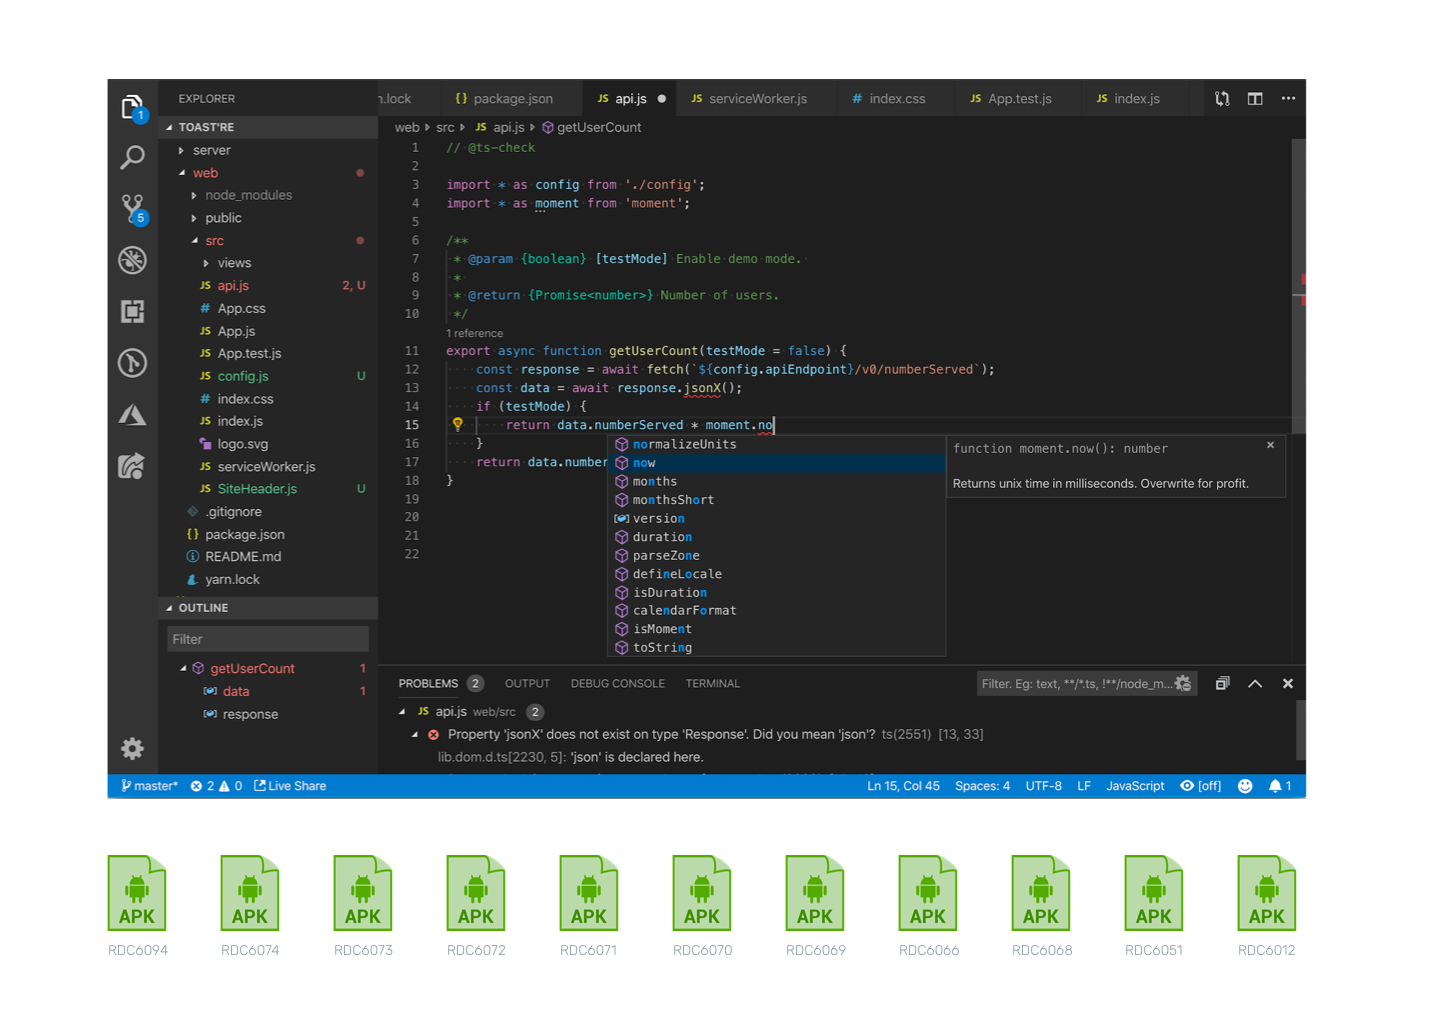 EXPLORER
n.lock
{} package.json
JS api.js
JS serviceWorker.js
# index.css
JS App.test.js
JS index.js
1
5
TOAST'RE
server
web
node_modules
public
src
views
JS api.js 2, U
# App.css
JS App.js
JS App.test.js
JS config.js U
# index.css
JS index.js
logo.svg
JS serviceWorker.js
JS SiteHeader.js U
.gitignore
{} package.json
README.md
yarn.lock
OUTLINE
Filter
getUserCount 1
data 1
response
web src JS api.js getUserCount
1 // @ts-check
2
3 import * as config from './config';
4 import * as moment from 'moment';
5
6 /**
7 * @param {boolean} [testMode] Enable demo mode.
8 *
9 * @return {Promise<number>} Number of users.
10 */
1 reference
11 export async function getUserCount(testMode = false) {
12 const response = await fetch(`${config.apiEndpoint}/v0/numberServed`);
13 const data = await response.jsonX();
14 if (testMode) {
15 return data.numberServed * moment.no
16 }
17 return data.number
18 }
19
20
21
22
normalizeUnits
now
months
monthsShort
version
duration
parseZone
defineLocale
isDuration
calendarFormat
isMoment
toString
function moment.now(): number
Returns unix time in milliseconds. Overwrite for profit.
PROBLEMS 2 OUTPUT DEBUG CONSOLE TERMINAL
Filter. Eg: text, **/*.ts, !**/node_m...
JS api.js web/src 2
Property 'jsonX' does not exist on type 'Response'. Did you mean 'json'? ts(2551) [13, 33]
lib.dom.d.ts[2230, 5]: 'json' is declared here.
master* 2 0 Live Share
Ln 15, Col 45 Spaces: 4 UTF-8 LF JavaScript [off] 1
APK APK APK APK APK APK APK APK APK APK APK
RDC6094 RDC6074 RDC6073 RDC6072 RDC6071 RDC6070 RDC6069 RDC6066 RDC6068 RDC6051 RDC6012